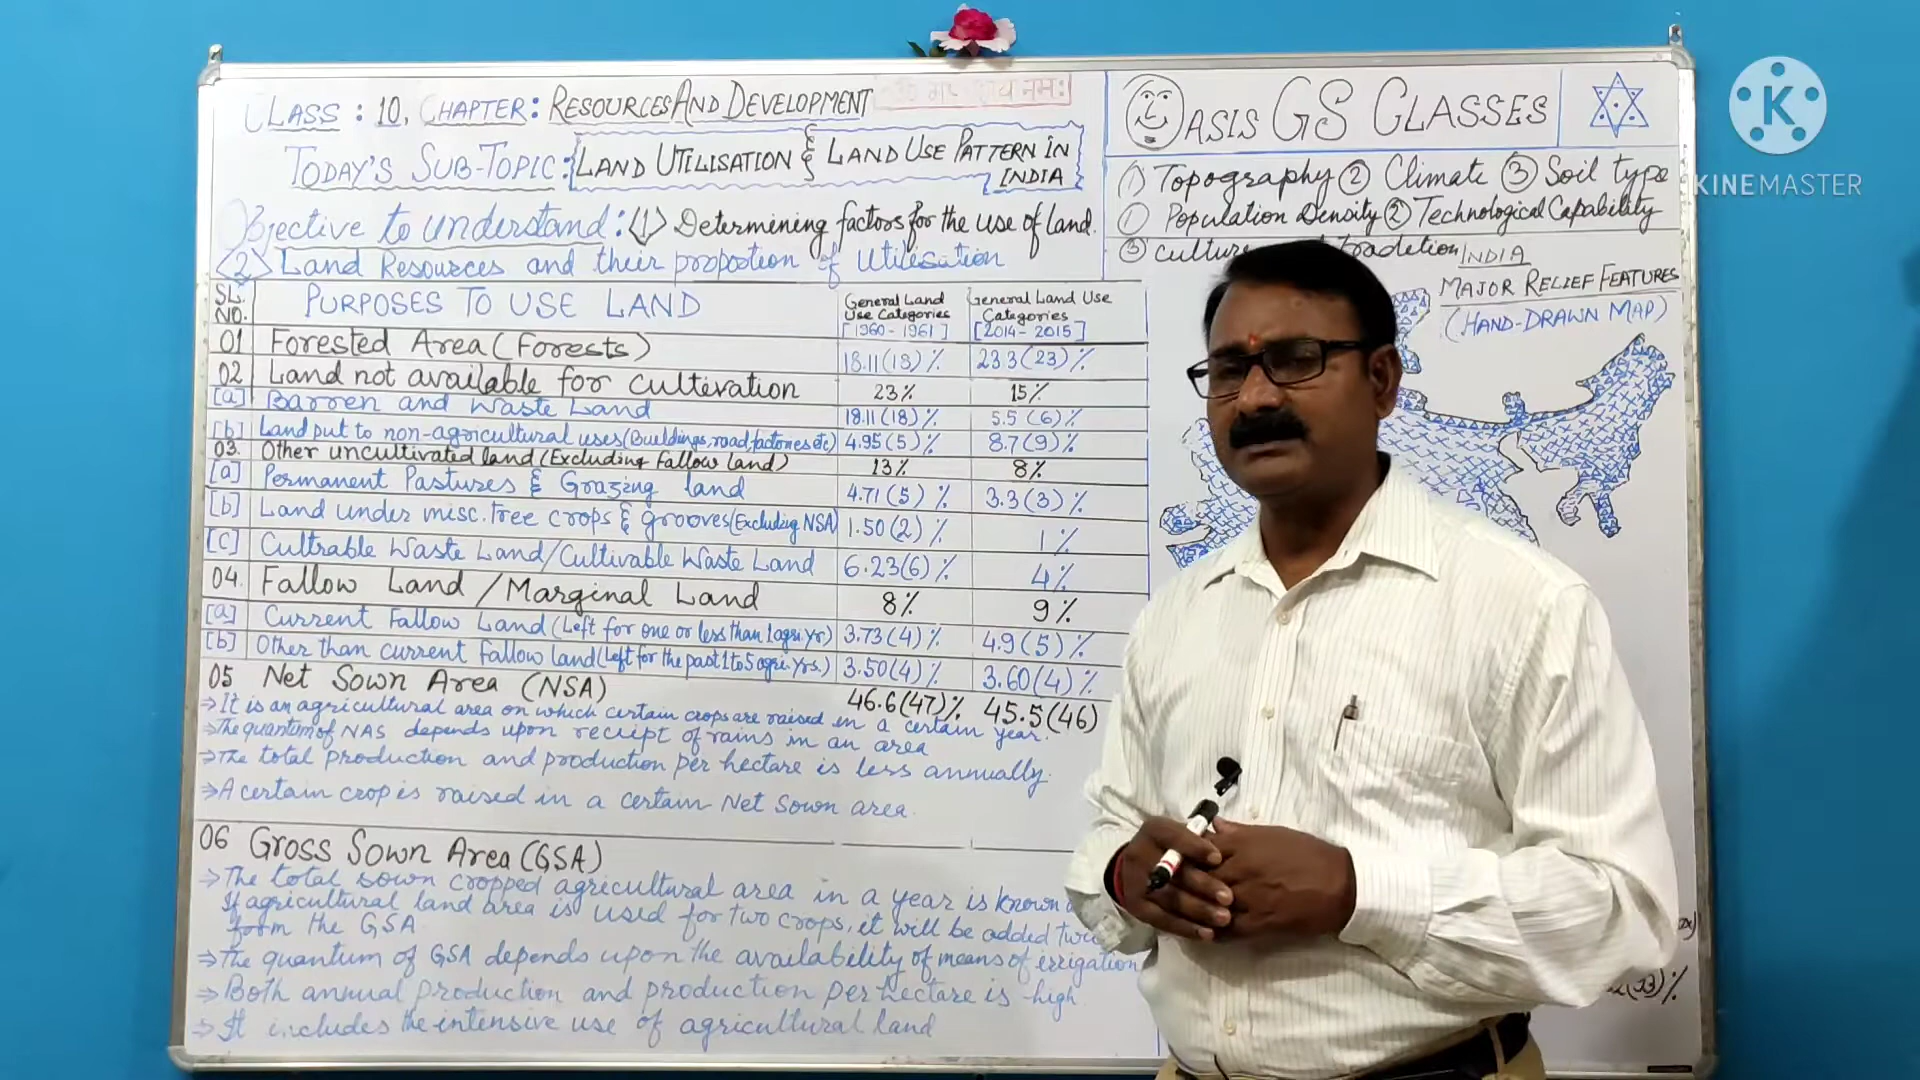 CLASS : 10, CHAPTER: RESOURCES AND DEVELOPMENT
TODAY'S SUB-TOPIC: LAND UTILISATION & LAND USE PATTERN IN INDIA
Objective to understand: <1> Determining factors for the use of land.
<2> Land Resources and their propostion of Utilisation
SL. NO. PURPOSES TO USE LAND General Land Use Categories [1960-1961] General Land Use Categories [2014-2015]
01 Forested Area (Forests) 18.11(18)% 23.3(23)%
02 Land not available for cultivation 23% 15%
[a] Barren and Waste Land 18.11(18)% 5.5(6)%
[b] Land put to non-agricultural uses (Buildings, road, factories etc) 4.95(5)% 8.7(9)%
03. Other uncultivated land (Excluding Fallow Land) 13% 8%
[a] Permanent Pastures & Grazing land 4.71(5)% 3.3(3)%
[b] Land under misc. tree crops & grooves (Excluding NSA) 1.50(2)% 1%
[c] Cultrable Waste Land/Cultivable Waste Land 6.23(6)% 4%
04. Fallow Land / Marginal Land 8% 9%
[a] Current Fallow Land (Left for one or less than 1 agri yr) 3.73(4)% 4.9(5)%
[b] Other than current fallow land (Left for the past 1 to 5 agri. yrs.) 3.50(4)% 3.60(4)%
05 Net Sown Area (NSA) 46.6(47)% 45.5(46)
⇒ It is an agricultural area on which certain crops are raised in a certain year.
⇒ The quantum of NAS depends upon receipt of rains in an area
⇒ The total production and production per hectare is less annually.
⇒ A certain crop is raised in a certain Net Sown area.
06 Gross Sown Area (GSA)
⇒ The total sown cropped agricultural area in a year is known
If agricultural land area is used for two crops, it will be added
form the GSA
⇒ The quantum of GSA depends upon the availability of means of irrigation
⇒ Both annual production and production per hectare is high
⇒ It includes the intensive use of agricultural land
OASIS GS CLASSES
(1) Topography (2) Climate (3) Soil type
(1) Population Density (2) Technological Capability
(3) Culture tradetion
INDIA
MAJOR RELIEF FEATURES
(HAND-DRAWN MAP)
K
KINEMASTER